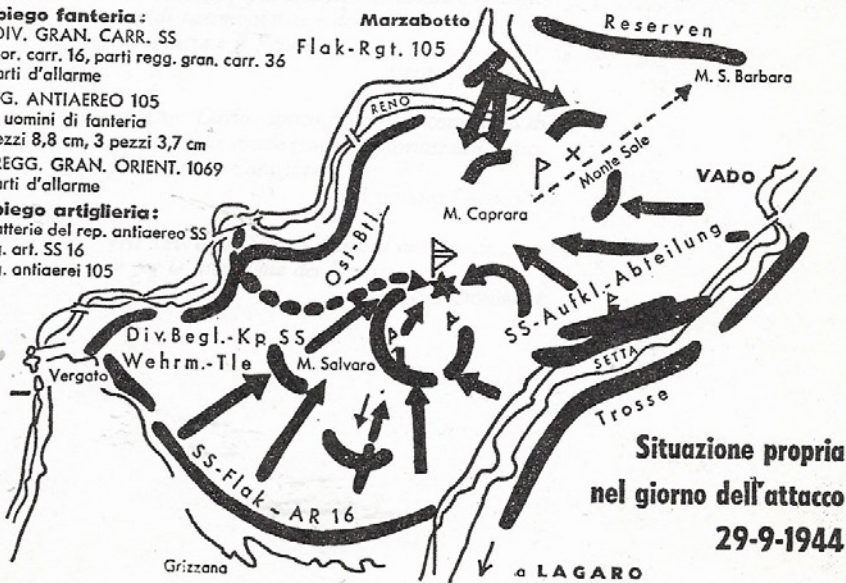 piego fanteria:
DIV. GRAN. CARR. SS
or. carr. 16, parti regg. gran. carr. 36
arti d'allarme
G. ANTIAEREO 105
uomini di fanteria
ezzi 8,8 cm, 3 pezzi 3,7 cm
REGG. GRAN. ORIENT. 1069
arti d'allarme
piego artiglieria:
atterie del rep. antiaereo SS
g. art. SS 16
g. antiaerei 105
Marzabotto
Flak-Rgt. 105
Reserven
M. S. Barbara
RENO
Monte Sole
VADO
M. Caprara
Ost-Btl.
SS-Aufkl.-Abteilung
Div. Begl.-Kp SS
Wehrm.-Tle
M. Salvaro
Vergato
SETTA
Trosse
SS-Flak-AR 16
Grizzana
a LAGARO
Situazione propria
nel giorno dell'attacco
29-9-1944